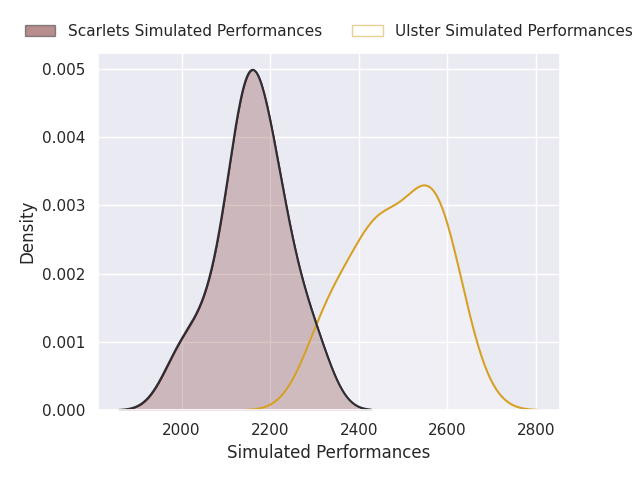 Scarlets Simulated Performances Ulster Simulated Performances
0.005
0.004
0.003
0.002
0.001
0.000
Density
2000 2200 2400 2600 2800
Simulated Performances